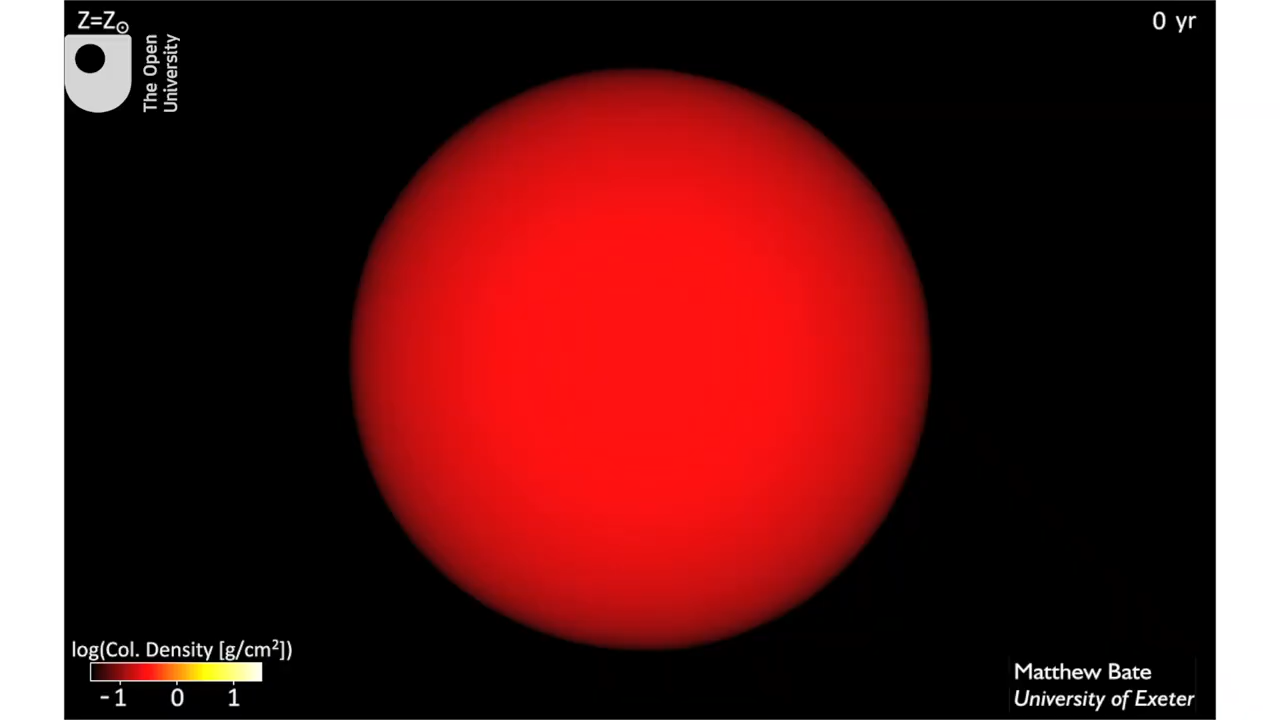 Z=Z☉
0 yr
The Open
University
log(Col. Density [g/cm²])
-1 0 1
Matthew Bate
University of Exeter